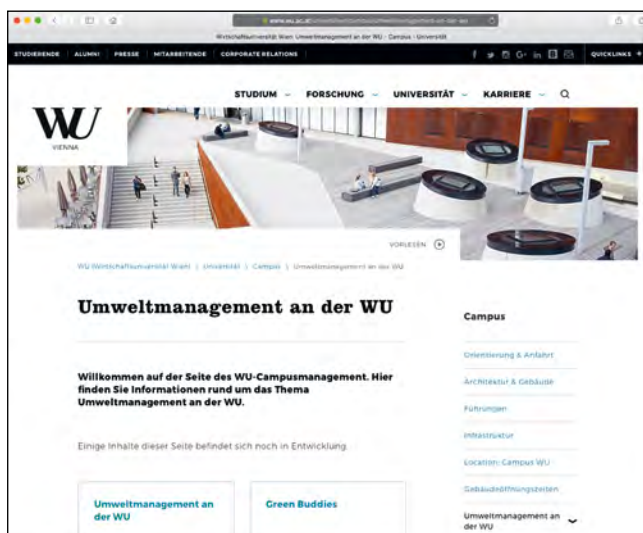 www.wu.ac.at/
Wirtschaftsuniversität Wien: Umweltmanagement an der WU - Campus - Universität
STUDIERENDE ALUMNI PRESSE MITARBEITENDE CORPORATE RELATIONS QUICKLINKS +
STUDIUM FORSCHUNG UNIVERSITÄT KARRIERE
WU
VIENNA
VORLESEN
WU (Wirtschaftsuniversität Wien) | Universität | Campus | Umweltmanagement an der WU
Umweltmanagement an der WU
Willkommen auf der Seite des WU-Campusmanagement. Hier
finden Sie Informationen rund um das Thema
Umweltmanagement an der WU.
Einige Inhalte dieser Seite befindet sich noch in Entwicklung.
Umweltmanagement an
der WU
Green Buddies
Campus
Orientierung & Anfahrt
Architektur & Gebäude
Führungen
Infrastruktur
Location: Campus WU
Gebäudeöffnungszeiten
Umweltmanagement an
der WU